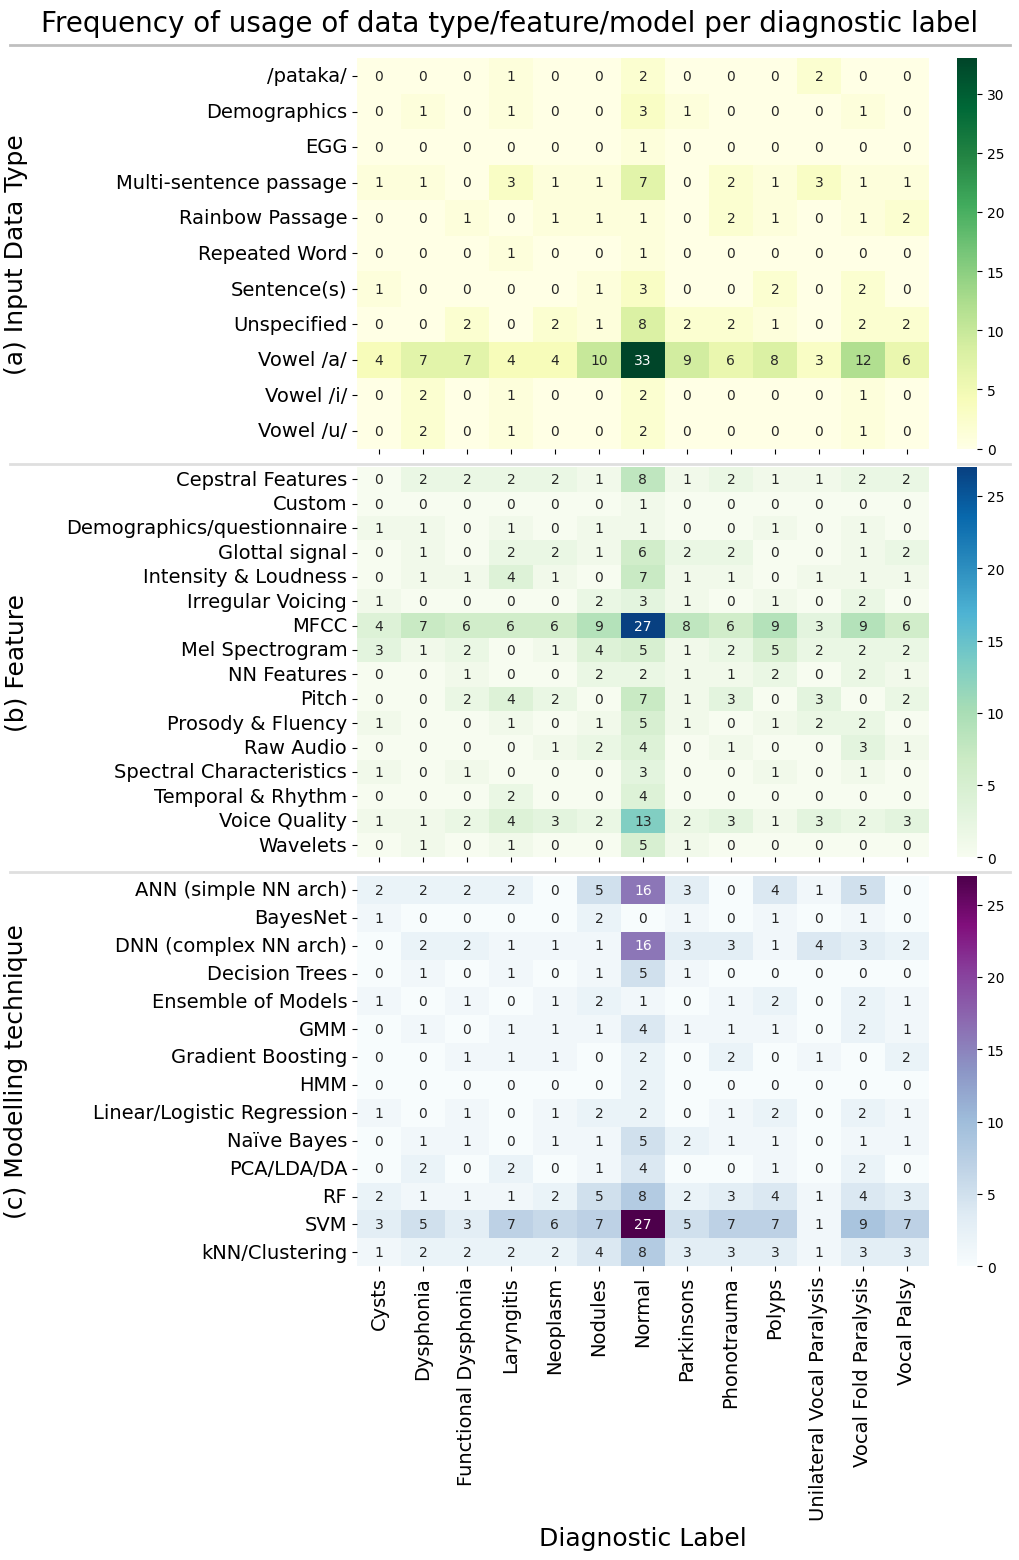 Frequency of usage of data type/feature/model per diagnostic label
(a) Input Data Type
/pataka/ 0 0 0 1 0 0 2 0 0 0 2 0 0
Demographics 0 1 0 1 0 0 3 1 0 0 0 1 0
EGG 0 0 0 0 0 0 1 0 0 0 0 0 0
Multi-sentence passage 1 1 0 3 1 1 7 0 2 1 3 1 1
Rainbow Passage 0 0 1 0 1 1 1 0 2 1 0 1 2
Repeated Word 0 0 0 1 0 0 1 0 0 0 0 0 0
Sentence(s) 1 0 0 0 0 1 3 0 0 2 0 2 0
Unspecified 0 0 2 0 2 1 8 2 2 1 0 2 2
Vowel /a/ 4 7 7 4 4 10 33 9 6 8 3 12 6
Vowel /i/ 0 2 0 1 0 0 2 0 0 0 0 1 0
Vowel /u/ 0 2 0 1 0 0 2 0 0 0 0 1 0
30
25
20
15
10
5
0
(b) Feature
Cepstral Features 0 2 2 2 2 1 8 1 2 1 1 2 2
Custom 0 0 0 0 0 0 1 0 0 0 0 0 0
Demographics/questionnaire 1 1 0 1 0 1 1 0 0 1 0 1 0
Glottal signal 0 1 0 2 2 1 6 2 2 0 0 1 2
Intensity & Loudness 0 1 1 4 1 0 7 1 1 0 1 1 1
Irregular Voicing 1 0 0 0 0 2 3 1 0 1 0 2 0
MFCC 4 7 6 6 6 9 27 8 6 9 3 9 6
Mel Spectrogram 3 1 2 0 1 4 5 1 2 5 2 2 2
NN Features 0 0 1 0 0 2 2 1 1 2 0 2 1
Pitch 0 0 2 4 2 0 7 1 3 0 3 0 2
Prosody & Fluency 1 0 0 1 0 1 5 1 0 1 2 2 0
Raw Audio 0 0 0 0 1 2 4 0 1 0 0 3 1
Spectral Characteristics 1 0 1 0 0 0 3 0 0 1 0 1 0
Temporal & Rhythm 0 0 0 2 0 0 4 0 0 0 0 0 0
Voice Quality 1 1 2 4 3 2 13 2 3 1 3 2 3
Wavelets 0 1 0 1 0 0 5 1 0 0 0 0 0
25
20
15
10
5
0
(c) Modelling technique
ANN (simple NN arch) 2 2 2 2 0 5 16 3 0 4 1 5 0
BayesNet 1 0 0 0 0 2 0 1 0 1 0 1 0
DNN (complex NN arch) 0 2 2 1 1 1 16 3 3 1 4 3 2
Decision Trees 0 1 0 1 0 1 5 1 0 0 0 0 0
Ensemble of Models 1 0 1 0 1 2 1 0 1 2 0 2 1
GMM 0 1 0 1 1 1 4 1 1 1 0 2 1
Gradient Boosting 0 0 1 1 1 0 2 0 2 0 1 0 2
HMM 0 0 0 0 0 0 2 0 0 0 0 0 0
Linear/Logistic Regression 1 0 1 0 1 2 2 0 1 2 0 2 1
Naïve Bayes 0 1 1 0 1 1 5 2 1 1 0 1 1
PCA/LDA/DA 0 2 0 2 0 1 4 0 0 1 0 2 0
RF 2 1 1 1 2 5 8 2 3 4 1 4 3
SVM 3 5 3 7 6 7 27 5 7 7 1 9 7
kNN/Clustering 1 2 2 2 2 4 8 3 3 3 1 3 3
25
20
15
10
5
0
Cysts
Dysphonia
Functional Dysphonia
Laryngitis
Neoplasm
Nodules
Normal
Parkinsons
Phonotrauma
Polyps
Unilateral Vocal Paralysis
Vocal Fold Paralysis
Vocal Palsy
Diagnostic Label